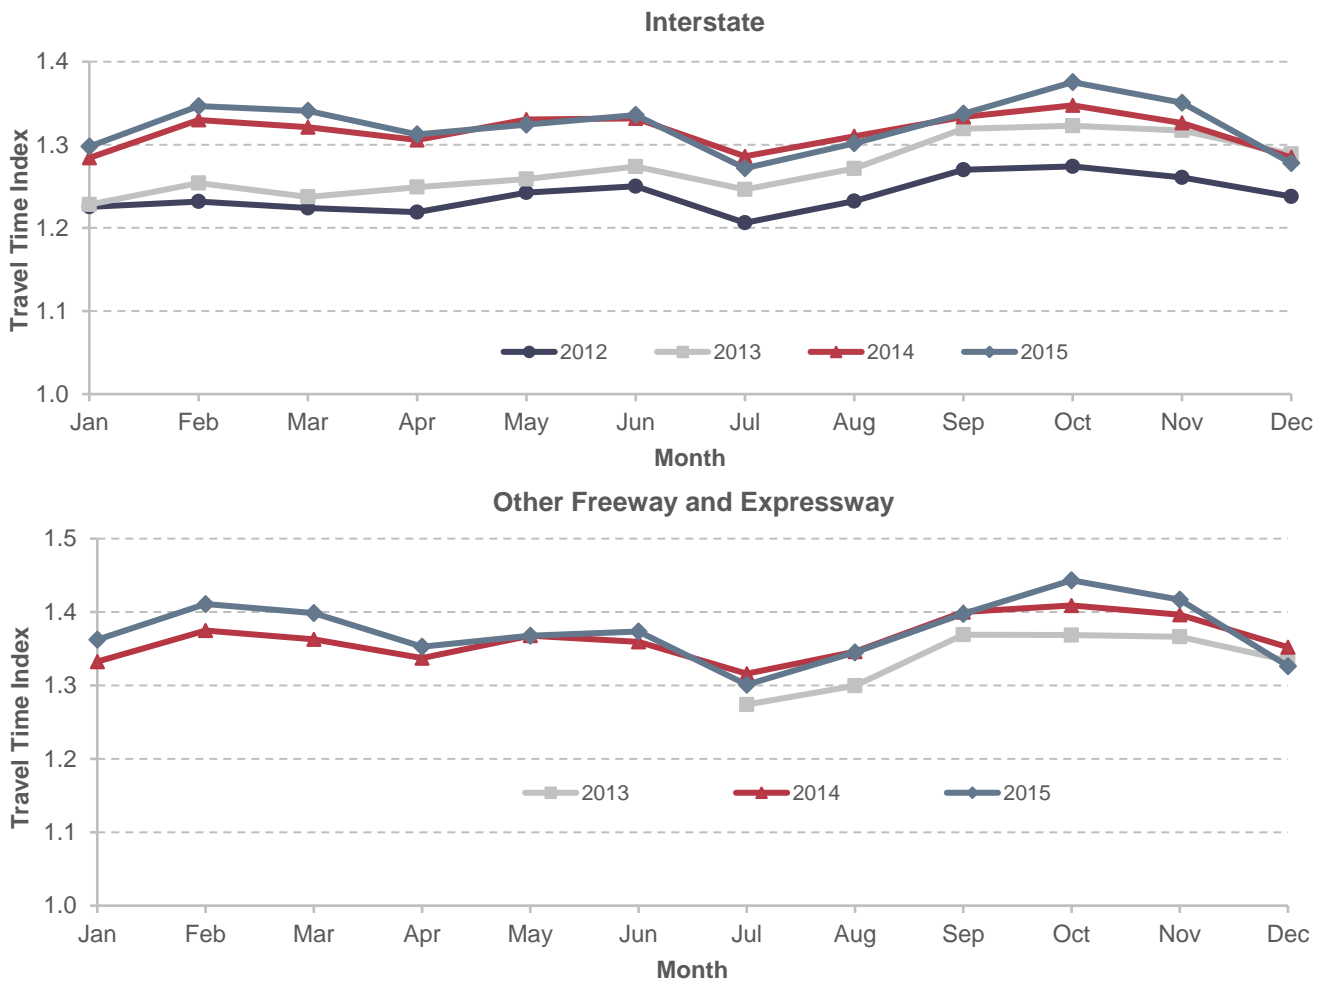 Interstate
Travel Time Index
1.4
1.3
1.2
1.1
1.0
2012 2013 2014 2015
Jan Feb Mar Apr May Jun Jul Aug Sep Oct Nov Dec
Month
Other Freeway and Expressway
Travel Time Index
1.5
1.4
1.3
1.2
1.1
1.0
2013 2014 2015
Jan Feb Mar Apr May Jun Jul Aug Sep Oct Nov Dec
Month